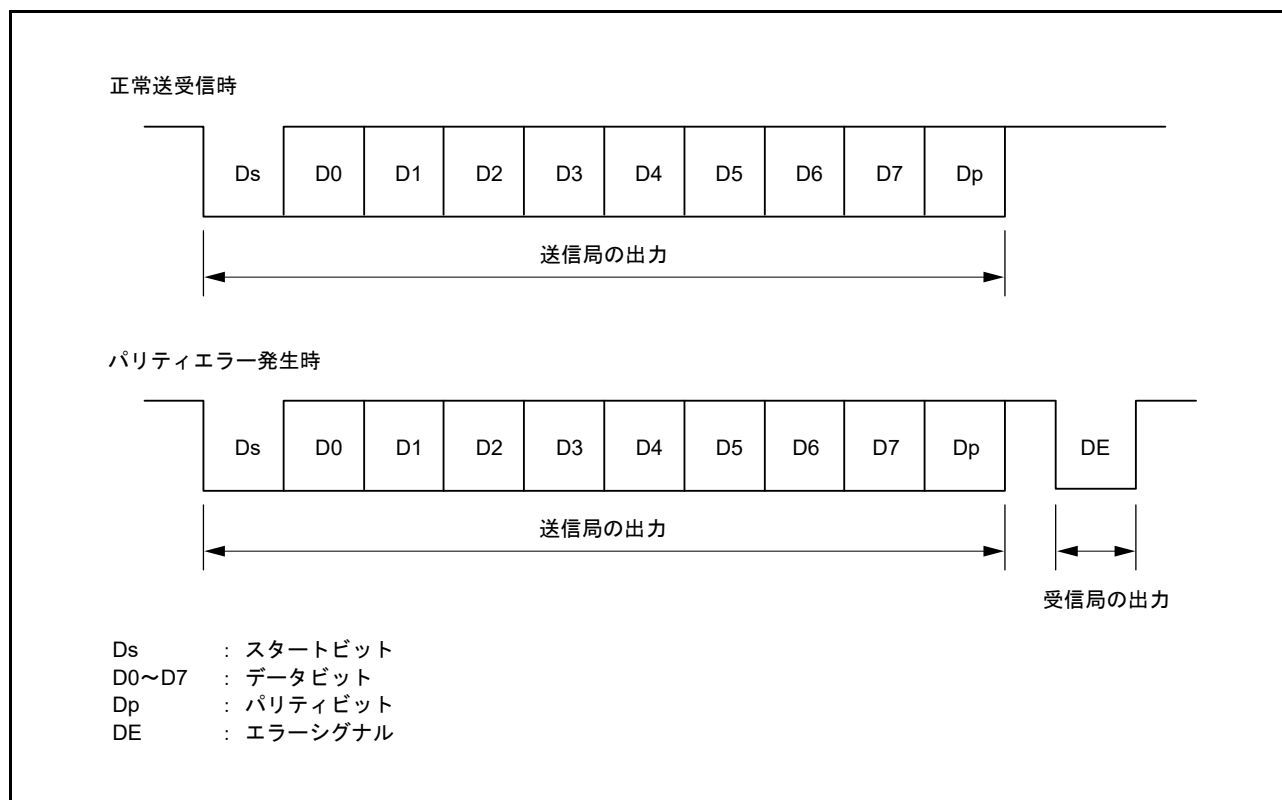 正常送受信時
Ds D0 D1 D2 D3 D4 D5 D6 D7 Dp
送信局の出力
パリティエラー発生時
Ds D0 D1 D2 D3 D4 D5 D6 D7 Dp DE
送信局の出力
受信局の出力
Ds : スタートビット
D0～D7 : データビット
Dp : パリティビット
DE : エラーシグナル